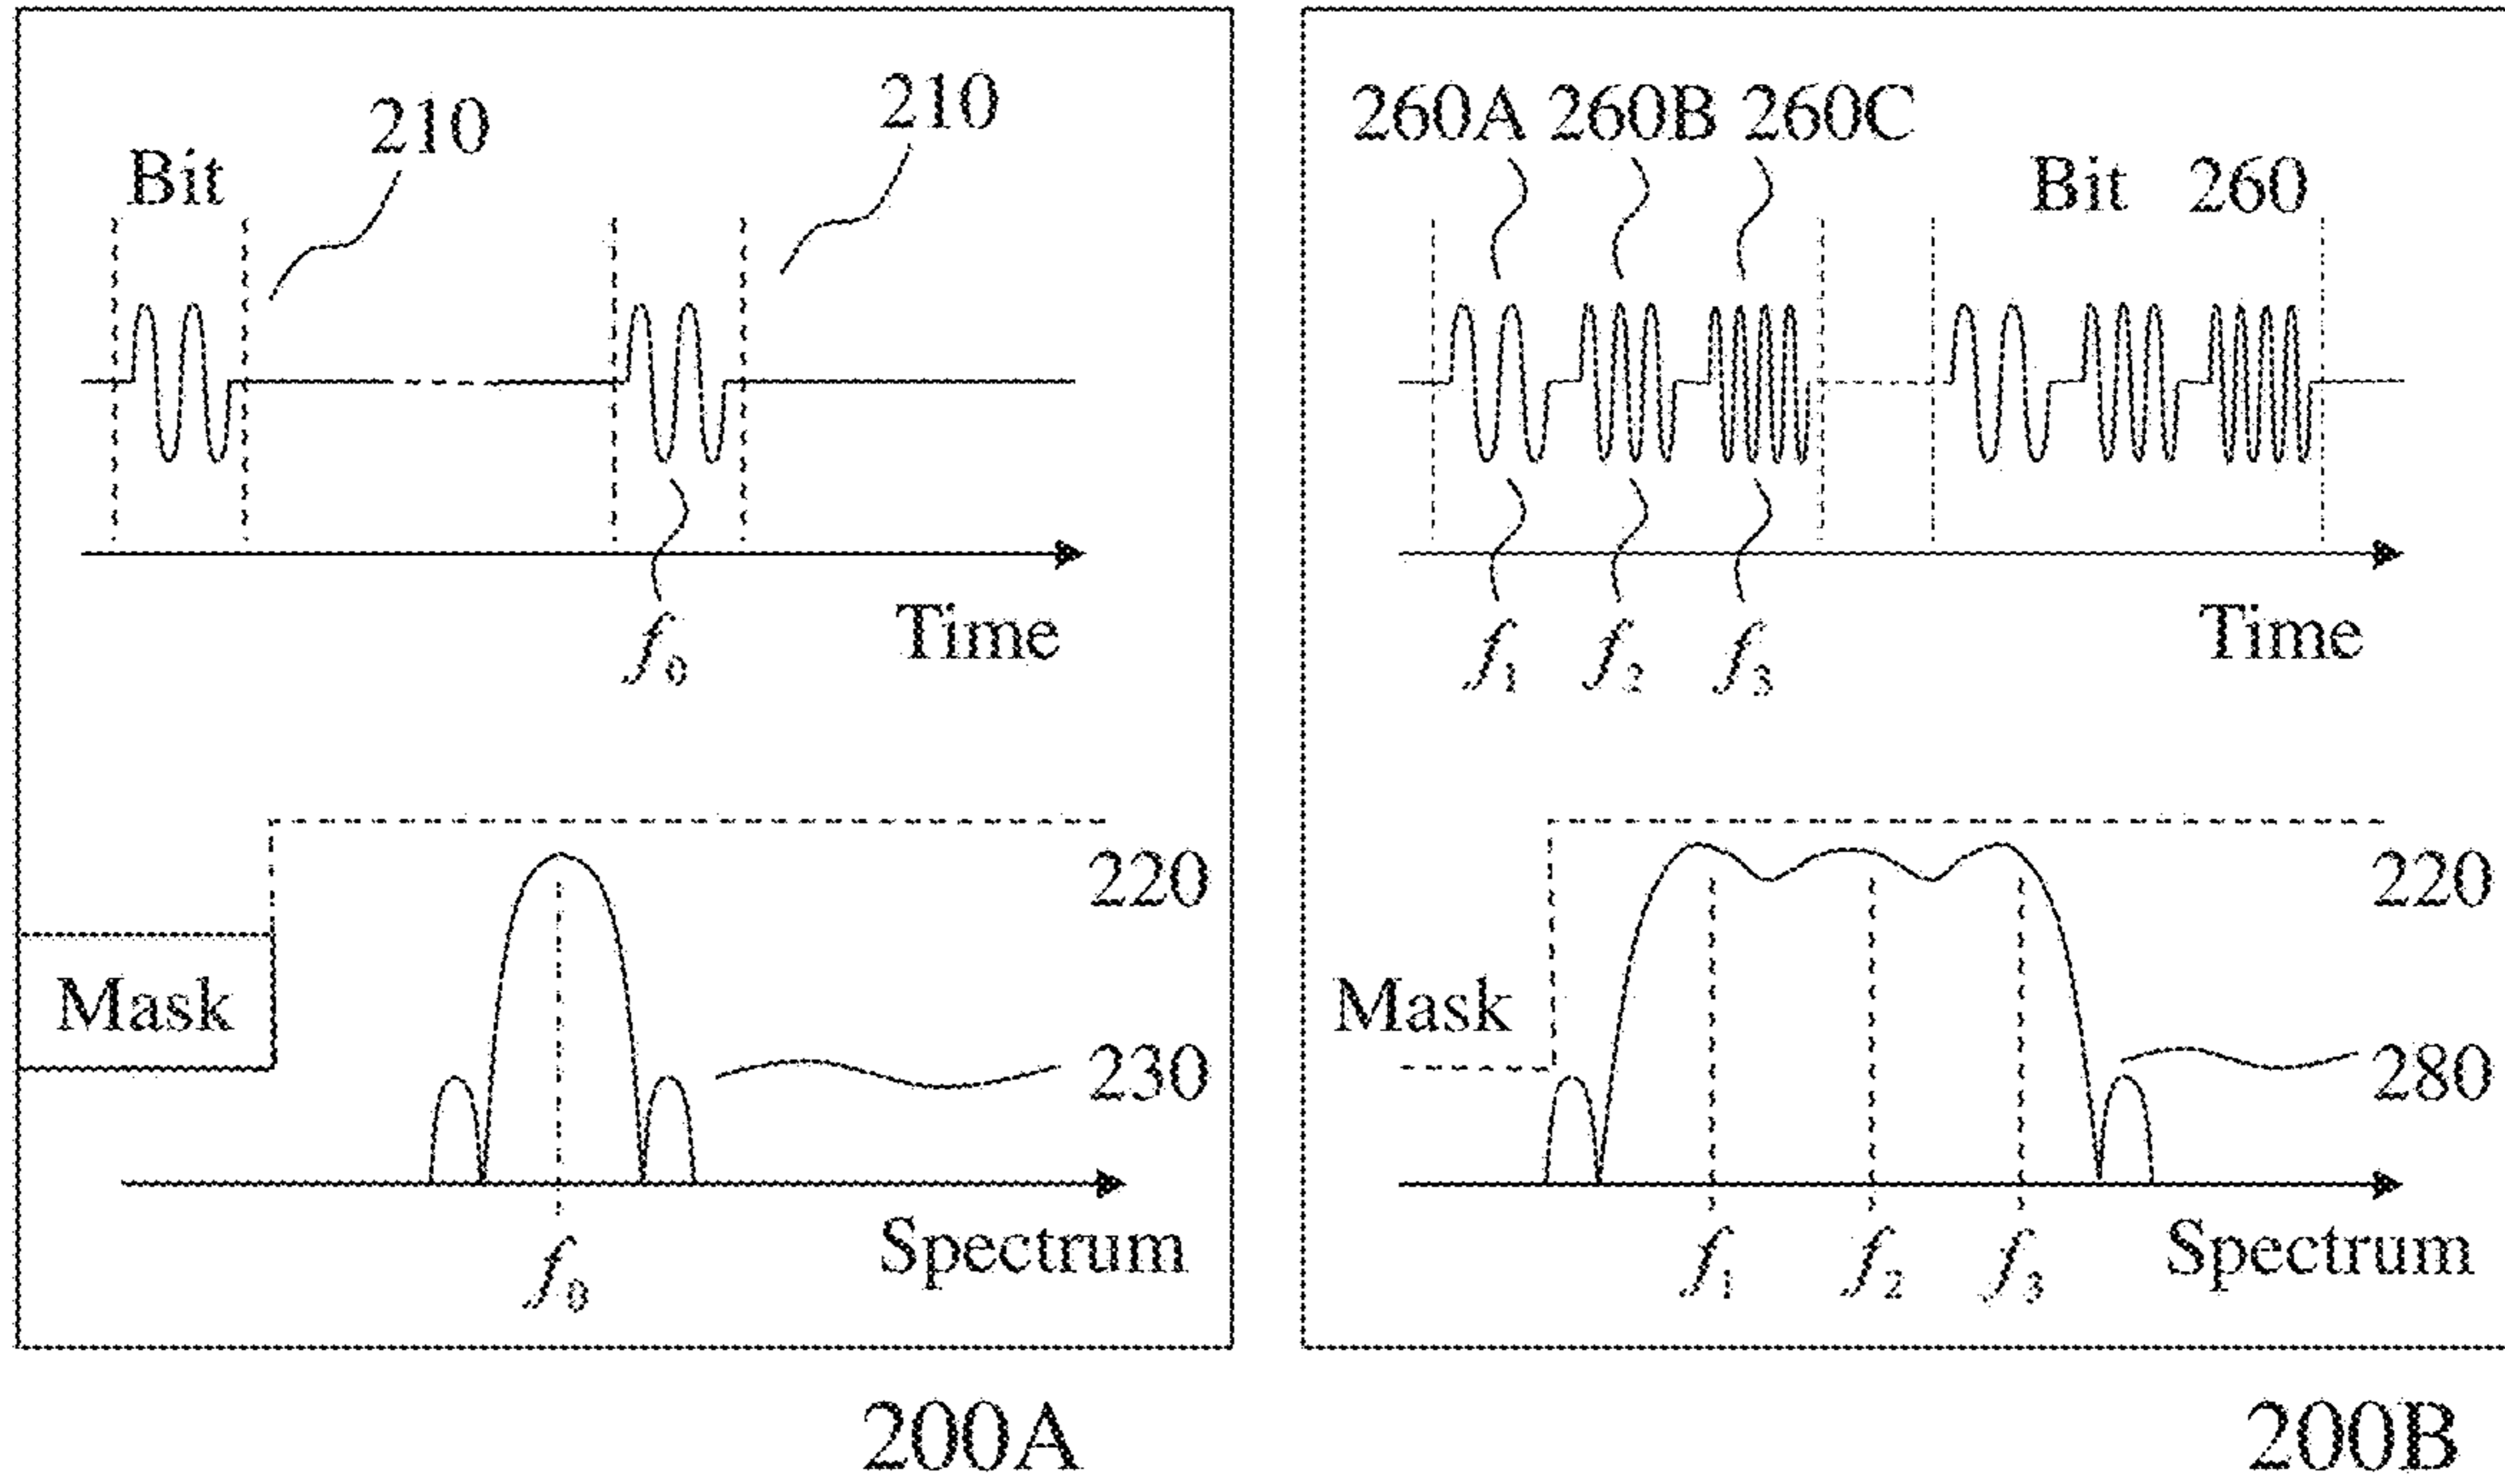 210
210
Bit
f0
Time
220
Mask
230
Spectrum
f0
200A
260A 260B 260C
Bit 260
f1 f2 f3
Time
220
Mask
280
Spectrum
f1 f2 f3
200B